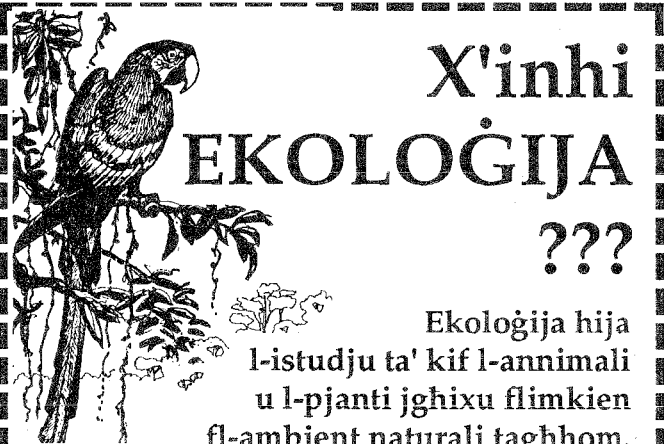 X'inhi
EKOLOĠIJA
???
Ekoloġija hija
l-istudju ta' kif l-annimali
u l-pjanti jgħixu flimkien
fl-ambjent naturali tagħhom.